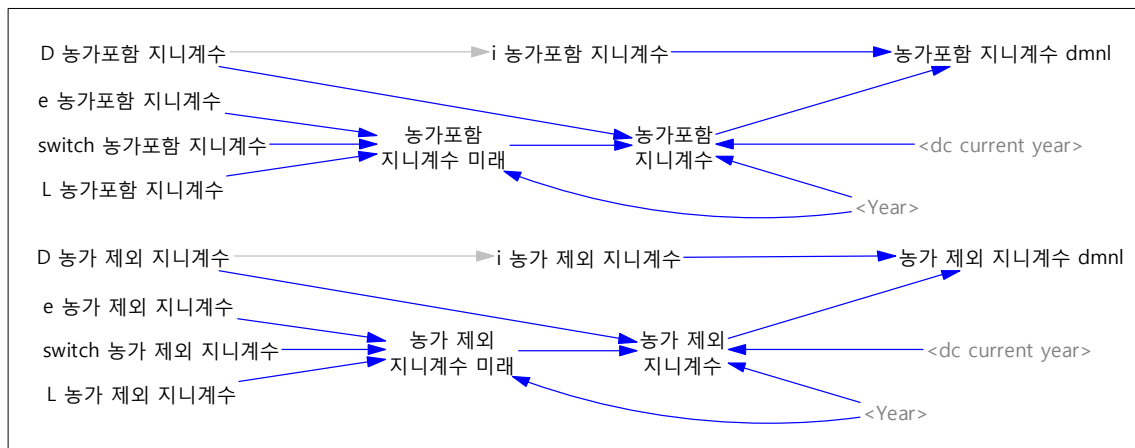 D 농가포함 지니계수
i 농가포함 지니계수
농가포함 지니계수 dmnl
e 농가포함 지니계수
switch 농가포함 지니계수
농가포함
지니계수 미래
농가포함
지니계수
<dc current year>
L 농가포함 지니계수
<Year>
D 농가 제외 지니계수
i 농가 제외 지니계수
농가 제외 지니계수 dmnl
e 농가 제외 지니계수
switch 농가 제외 지니계수
농가 제외
지니계수 미래
농가 제외
지니계수
<dc current year>
L 농가 제외 지니계수
<Year>